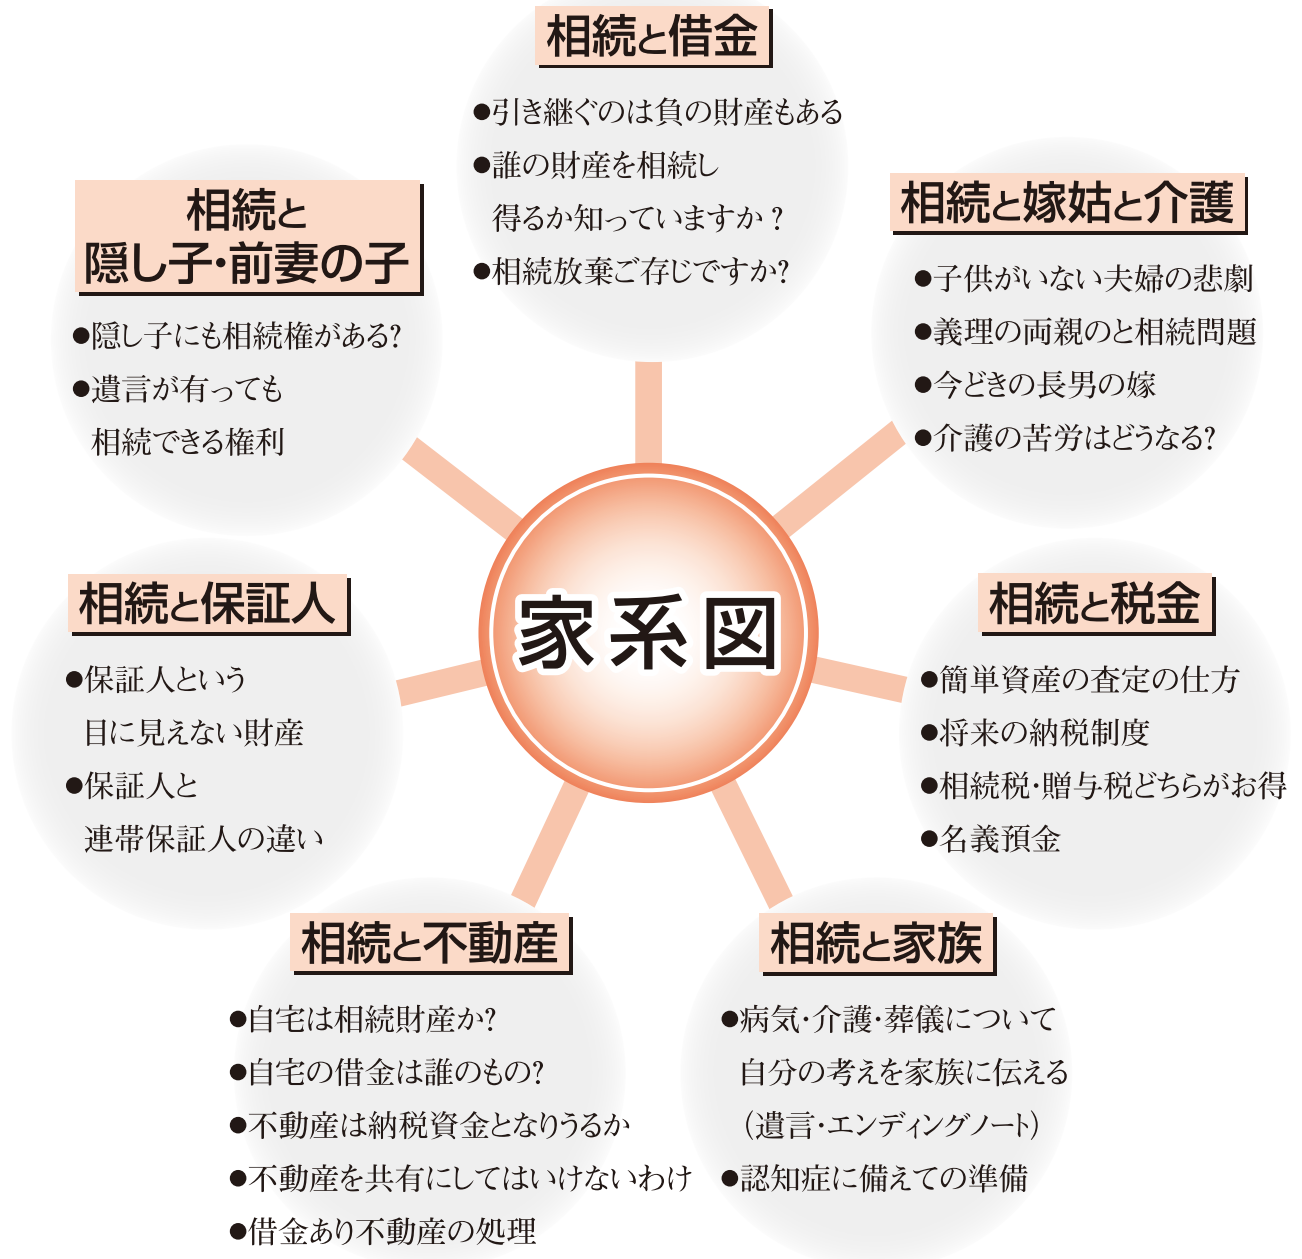 相続と借金
●引き継ぐのは負の財産もある
●誰の財産を相続し
得るか知っていますか？
●相続放棄ご存じですか?
相続と嫁姑と介護
●子供がいない夫婦の悲劇
●義理の両親のと相続問題
●今どきの長男の嫁
●介護の苦労はどうなる?
相続と税金
●簡単資産の査定の仕方
●将来の納税制度
●相続税・贈与税どちらがお得
●名義預金
相続と家族
●病気・介護・葬儀について
自分の考えを家族に伝える
（遺言・エンディングノート）
●認知症に備えての準備
相続と不動産
●自宅は相続財産か?
●自宅の借金は誰のもの?
●不動産は納税資金となりうるか
●不動産を共有にしてはいけないわけ
●借金あり不動産の処理
相続と保証人
●保証人という
目に見えない財産
●保証人と
連帯保証人の違い
相続と
隠し子・前妻の子
●隠し子にも相続権がある?
●遺言が有っても
相続できる権利
家系図